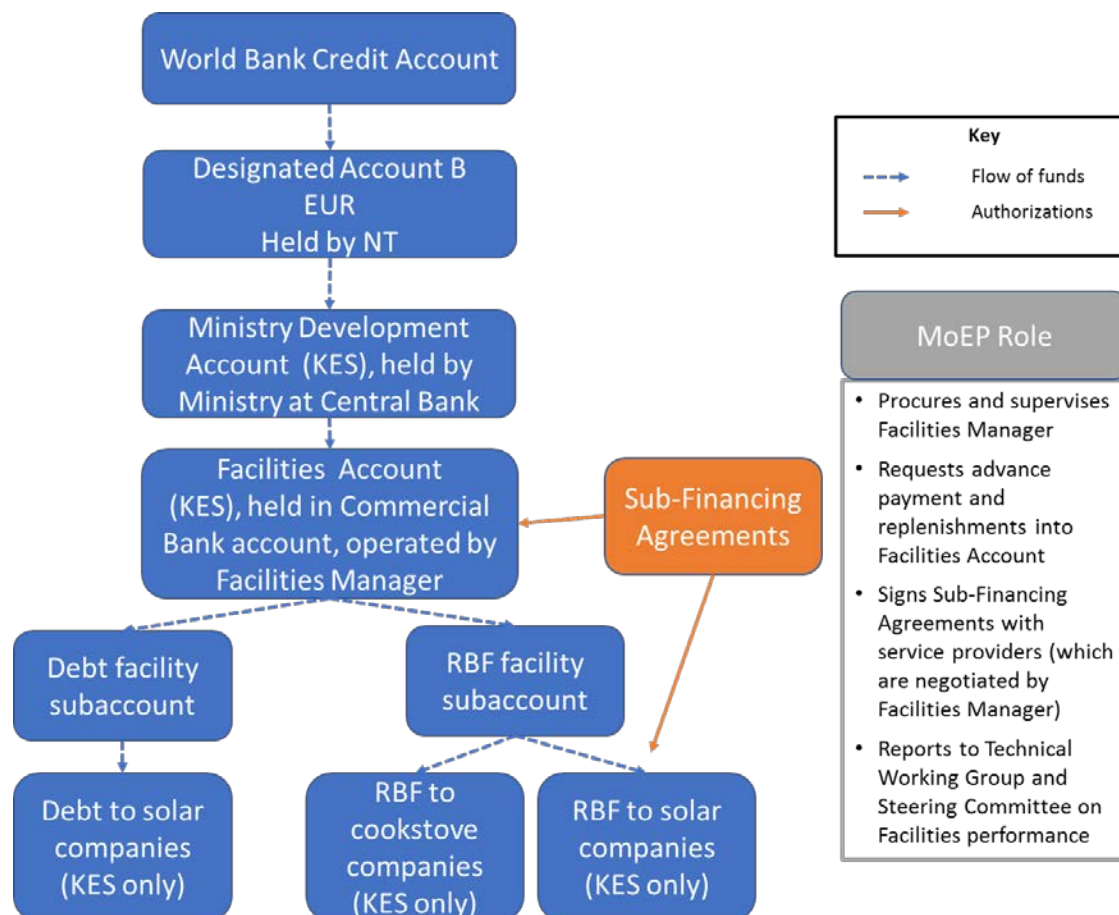 World Bank Credit Account
Designated Account B
EUR
Held by NT
Ministry Development
Account (KES), held by
Ministry at Central Bank
Facilities Account
(KES), held in Commercial
Bank account, operated by
Facilities Manager
Sub-Financing
Agreements
Debt facility
subaccount
RBF facility
subaccount
Debt to solar
companies
(KES only)
RBF to
cookstove
companies
(KES only)
RBF to solar
companies
(KES only)
Key
Flow of funds
Authorizations
MoEP Role
• Procures and supervises
Facilities Manager
• Requests advance
payment and
replenishments into
Facilities Account
• Signs Sub-Financing
Agreements with
service providers (which
are negotiated by
Facilities Manager)
• Reports to Technical
Working Group and
Steering Committee on
Facilities performance